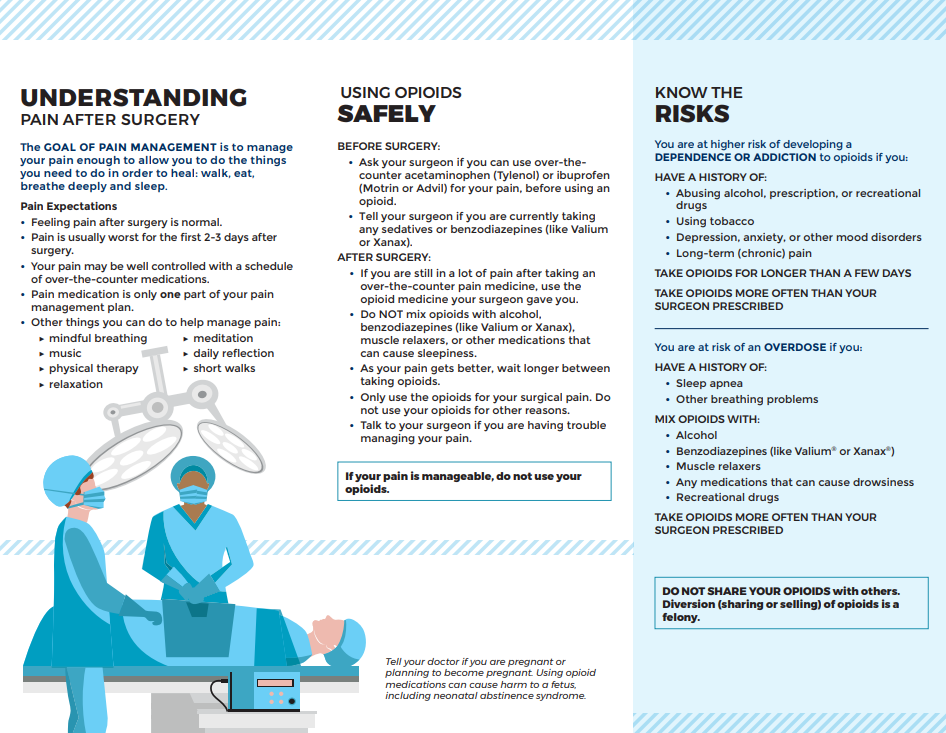 UNDERSTANDING
PAIN AFTER SURGERY
The GOAL OF PAIN MANAGEMENT is to manage
your pain enough to allow you to do the things
you need to do in order to heal: walk, eat,
breathe deeply and sleep.
Pain Expectations
• Feeling pain after surgery is normal.
• Pain is usually worst for the first 2-3 days after
surgery.
• Your pain may be well controlled with a schedule
of over-the-counter medications.
• Pain medication is only one part of your pain
management plan.
• Other things you can do to help manage pain:
▸ mindful breathing
▸ music
▸ physical therapy
▸ relaxation
▸ meditation
▸ daily reflection
▸ short walks
USING OPIOIDS
SAFELY
BEFORE SURGERY:
• Ask your surgeon if you can use over-the-
counter acetaminophen (Tylenol) or ibuprofen
(Motrin or Advil) for your pain, before using an
opioid.
• Tell your surgeon if you are currently taking
any sedatives or benzodiazepines (like Valium
or Xanax).
AFTER SURGERY:
• If you are still in a lot of pain after taking an
over-the-counter pain medicine, use the
opioid medicine your surgeon gave you.
• Do NOT mix opioids with alcohol,
benzodiazepines (like Valium or Xanax),
muscle relaxers, or other medications that
can cause sleepiness.
• As your pain gets better, wait longer between
taking opioids.
• Only use the opioids for your surgical pain. Do
not use your opioids for other reasons.
• Talk to your surgeon if you are having trouble
managing your pain.
If your pain is manageable, do not use your
opioids.
Tell your doctor if you are pregnant or
planning to become pregnant. Using opioid
medications can cause harm to a fetus,
including neonatal abstinence syndrome.
KNOW THE
RISKS
You are at higher risk of developing a
DEPENDENCE OR ADDICTION to opioids if you:
HAVE A HISTORY OF:
• Abusing alcohol, prescription, or recreational
drugs
• Using tobacco
• Depression, anxiety, or other mood disorders
• Long-term (chronic) pain
TAKE OPIOIDS FOR LONGER THAN A FEW DAYS
TAKE OPIOIDS MORE OFTEN THAN YOUR
SURGEON PRESCRIBED
You are at risk of an OVERDOSE if you:
HAVE A HISTORY OF:
• Sleep apnea
• Other breathing problems
MIX OPIOIDS WITH:
• Alcohol
• Benzodiazepines (like Valium® or Xanax®)
• Muscle relaxers
• Any medications that can cause drowsiness
• Recreational drugs
TAKE OPIOIDS MORE OFTEN THAN YOUR
SURGEON PRESCRIBED
DO NOT SHARE YOUR OPIOIDS with others.
Diversion (sharing or selling) of opioids is a
felony.